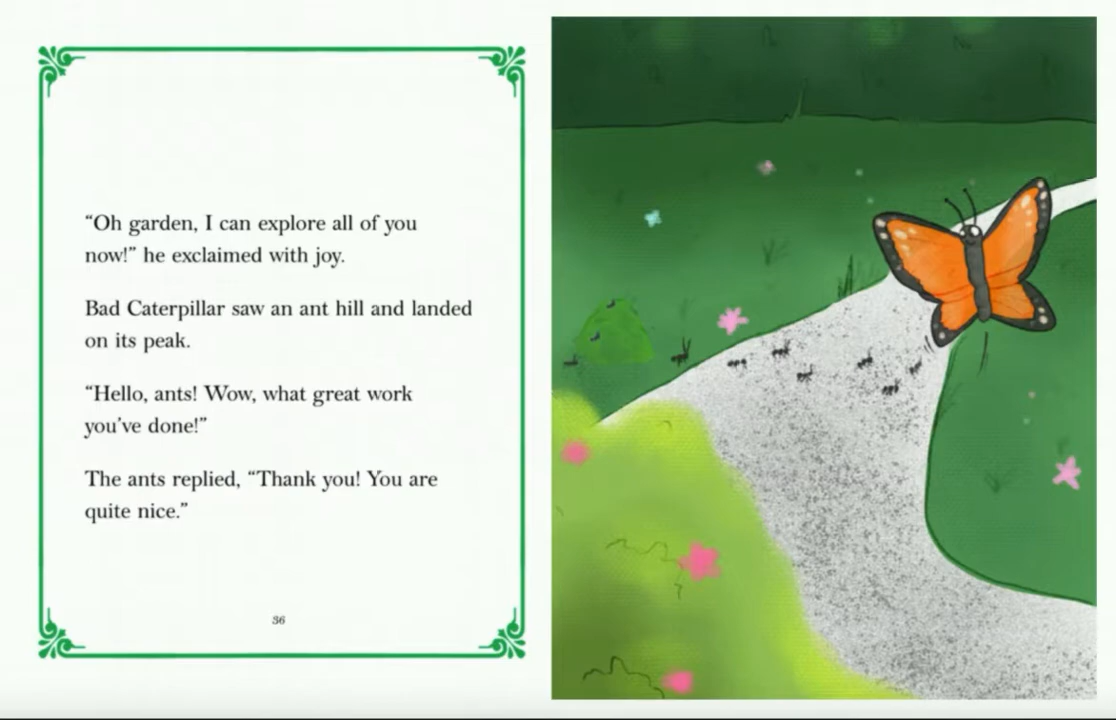 “Oh garden, I can explore all of you
now!” he exclaimed with joy.
Bad Caterpillar saw an ant hill and landed
on its peak.
“Hello, ants! Wow, what great work
you’ve done!”
The ants replied, “Thank you! You are
quite nice.”
36